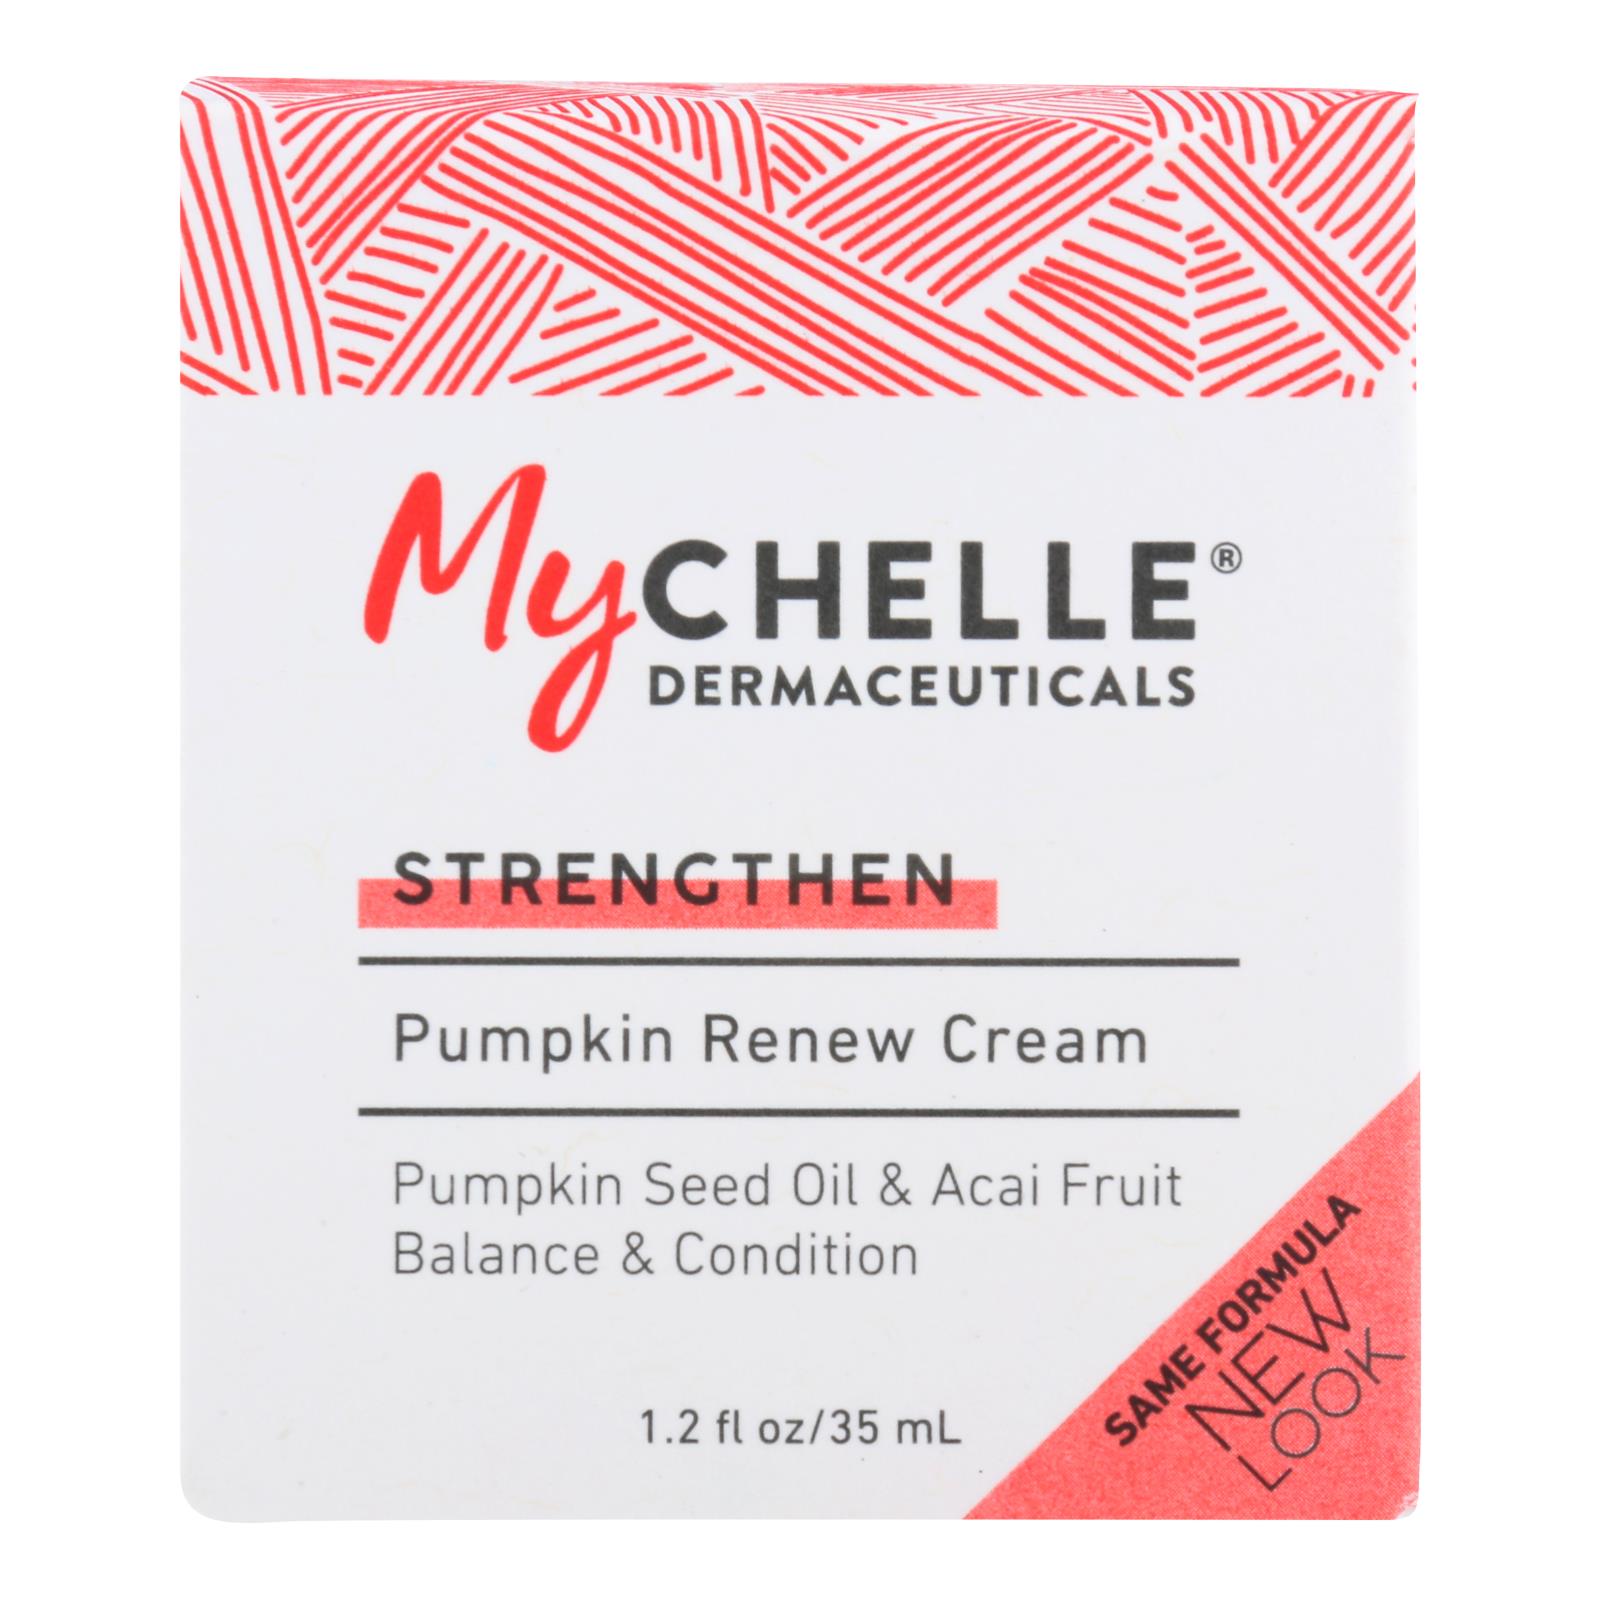 MyCHELLE®
DERMACEUTICALS
STRENGTHEN
Pumpkin Renew Cream
Pumpkin Seed Oil & Acai Fruit
Balance & Condition
1.2 fl oz/35 mL
SAME FORMULA
NEW
LOOK